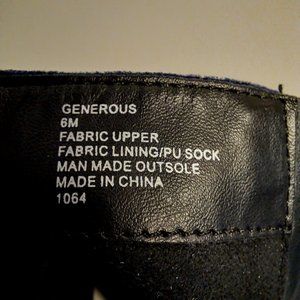 GENEROUS
6M
FABRIC UPPER
FABRIC LINING/PU SOCK
MAN MADE OUTSOLE
MADE IN CHINA
1064